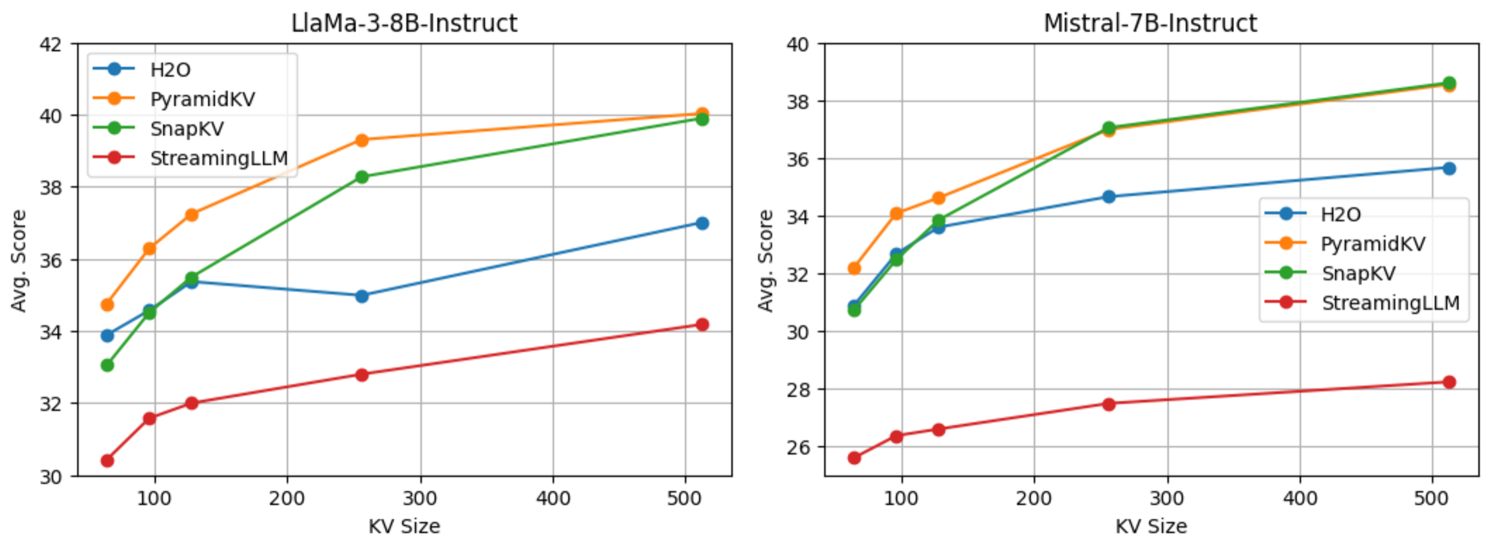 LlaMa-3-8B-Instruct
42
40
38
36
34
32
30
Avg. Score
H2O
PyramidKV
SnapKV
StreamingLLM
100
200
300
400
500
KV Size
Mistral-7B-Instruct
40
38
36
34
32
30
28
26
Avg. Score
H2O
PyramidKV
SnapKV
StreamingLLM
100
200
300
400
500
KV Size